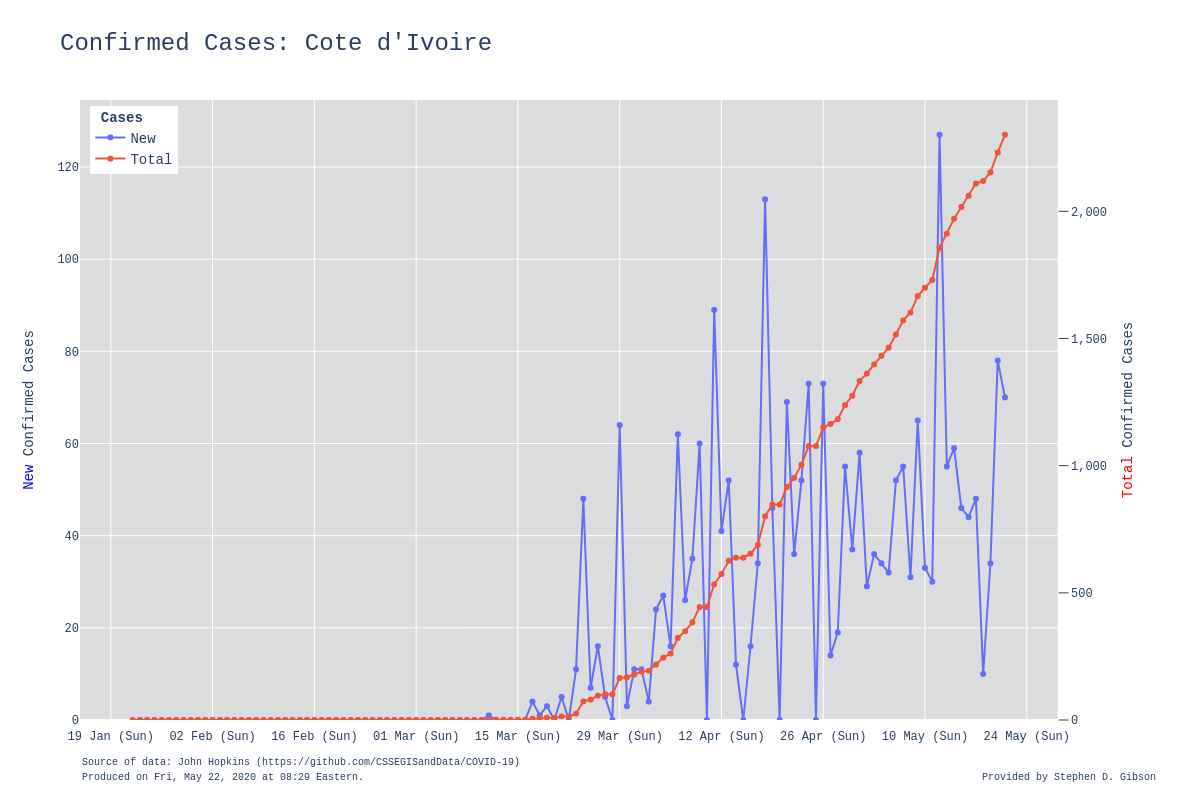 Confirmed Cases: Cote d'Ivoire
Cases
New
Total
120
100
80
60
40
20
0
New Confirmed Cases
2,000
1,500
1,000
500
0
Total Confirmed Cases
19 Jan (Sun)
02 Feb (Sun)
16 Feb (Sun)
01 Mar (Sun)
15 Mar (Sun)
29 Mar (Sun)
12 Apr (Sun)
26 Apr (Sun)
10 May (Sun)
24 May (Sun)
Source of data: John Hopkins (https://github.com/CSSEGISandData/COVID-19)
Produced on Fri, May 22, 2020 at 08:29 Eastern.
Provided by Stephen D. Gibson